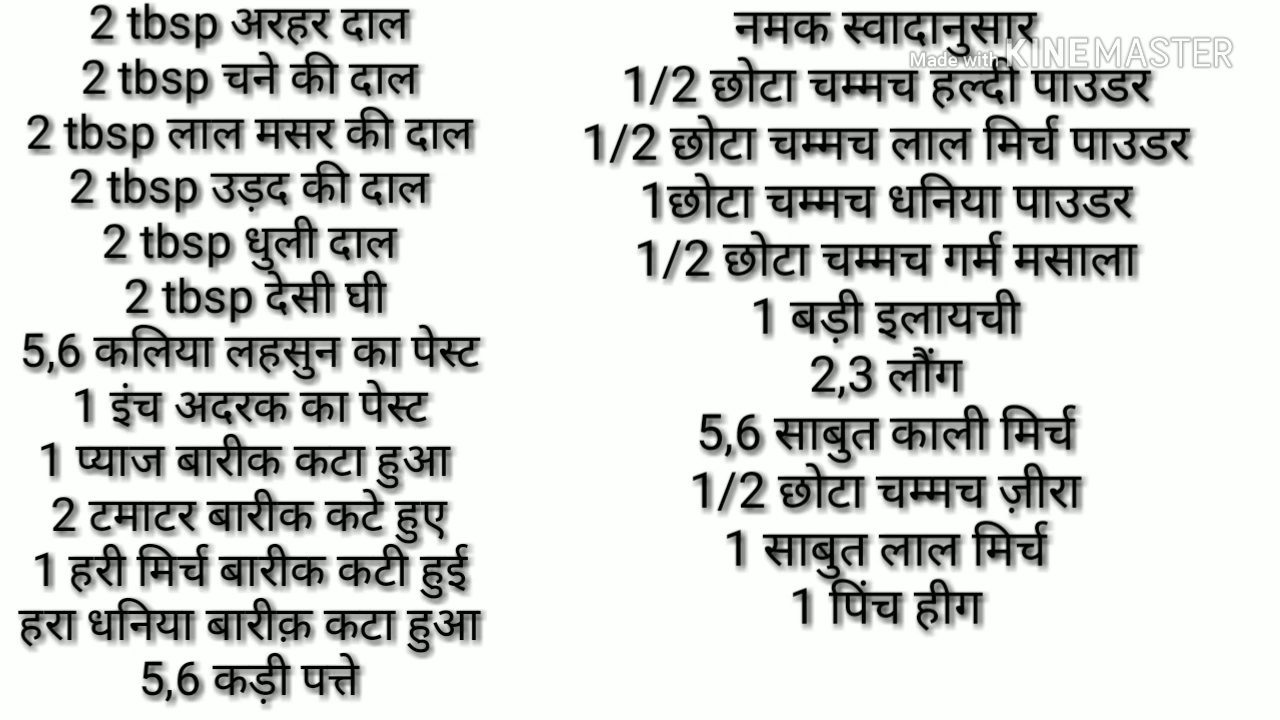 2 tbsp अरहर दाल
2 tbsp चने की दाल
2 tbsp लाल मसर की दाल
2 tbsp उड़द की दाल
2 tbsp धुली दाल
2 tbsp देसी घी
5,6 कलिया लहसुन का पेस्ट
1 इंच अदरक का पेस्ट
1 प्याज बारीक कटा हुआ
2 टमाटर बारीक कटे हुए
1 हरी मिर्च बारीक कटी हुई
हरा धनिया बारीक़ कटा हुआ
5,6 कड़ी पत्ते
नमक स्वादानुसार
Made with KINEMASTER
1/2 छोटा चम्मच हल्दी पाउडर
1/2 छोटा चम्मच लाल मिर्च पाउडर
1छोटा चम्मच धनिया पाउडर
1/2 छोटा चम्मच गर्म मसाला
1 बड़ी इलायची
2,3 लौंग
5,6 साबुत काली मिर्च
1/2 छोटा चम्मच ज़ीरा
1 साबुत लाल मिर्च
1 पिंच हीग